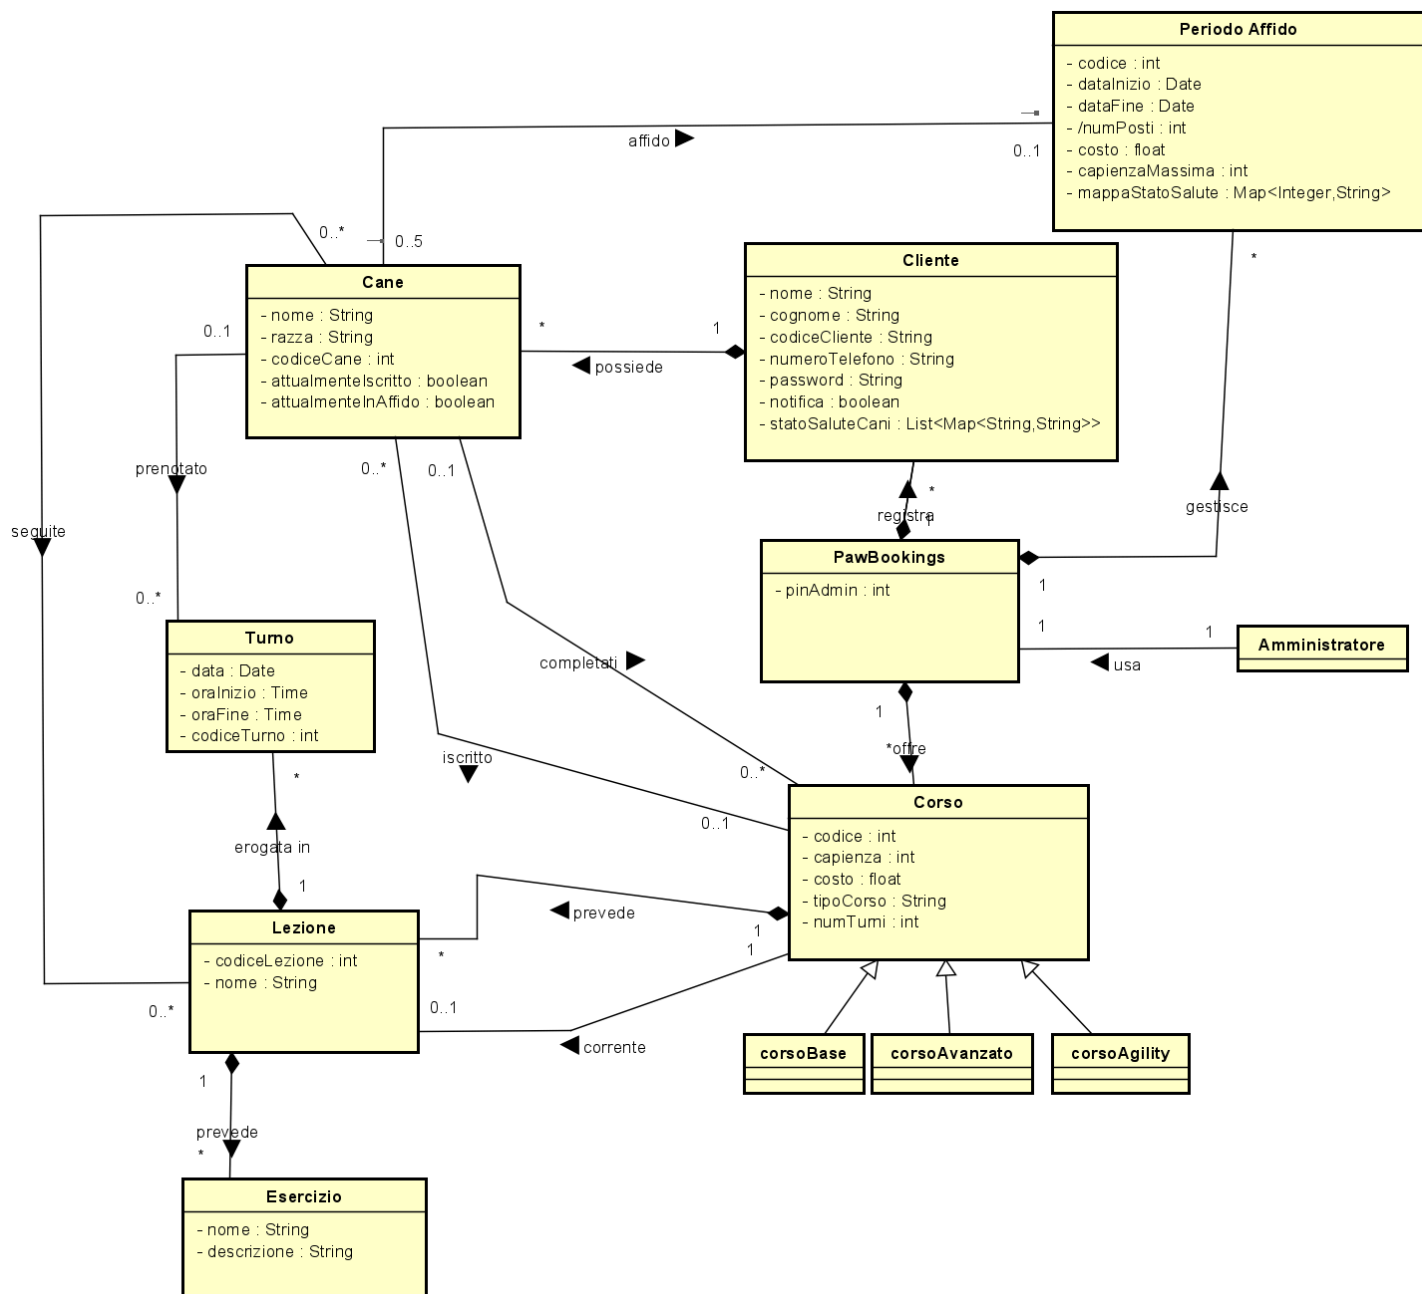 Periodo Affido
- codice : int
- dataInizio : Date
- dataFine : Date
- /numPosti : int
- costo : float
- capienzaMassima : int
- mappaStatoSalute : Map<Integer,String>
affido
0..1
0..*
0..5
*
Cane
- nome : String
- razza : String
- codiceCane : int
- attualmenteIscritto : boolean
- attualmenteInAffido : boolean
Cliente
- nome : String
- cognome : String
- codiceCliente : String
- numeroTelefono : String
- password : String
- notifica : boolean
- statoSaluteCani : List<Map<String,String>>
0..1
*
1
possiede
prenotato
0..*
0..1
*
registra
1
gestisce
seguite
PawBookings
- pinAdmin : int
1
0..*
Turno
- data : Date
- oraInizio : Time
- oraFine : Time
- codiceTurno : int
1
1
Amministratore
usa
completati
1
*
offre
iscritto
0..*
*
0..1
erogata in
Corso
- codice : int
- capienza : int
- costo : float
- tipoCorso : String
- numTurni : int
1
prevede
1
1
*
Lezione
- codiceLezione : int
- nome : String
0..*
0..1
corrente
corsoBase
corsoAvanzato
corsoAgility
1
prevede
*
Esercizio
- nome : String
- descrizione : String